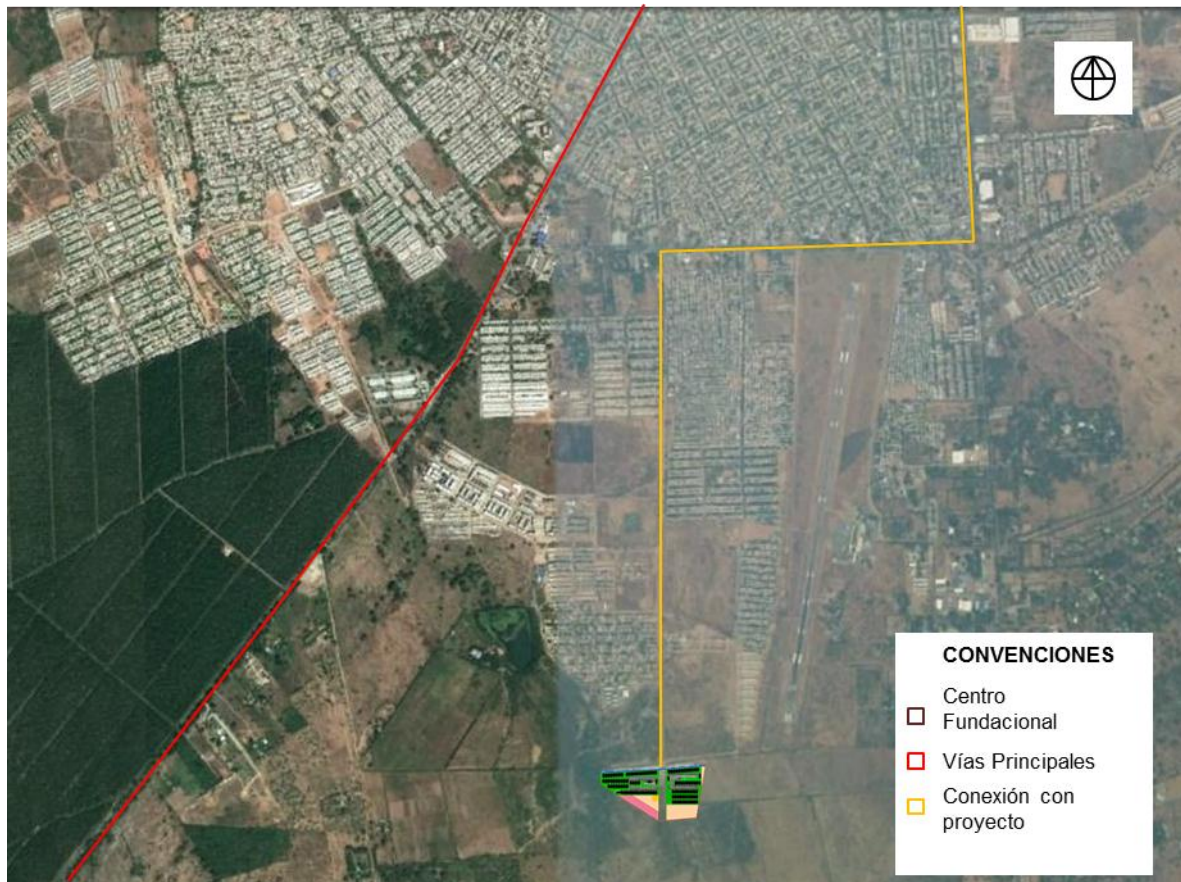 CONVENCIONES
Centro
Fundacional
Vías Principales
Conexión con
proyecto